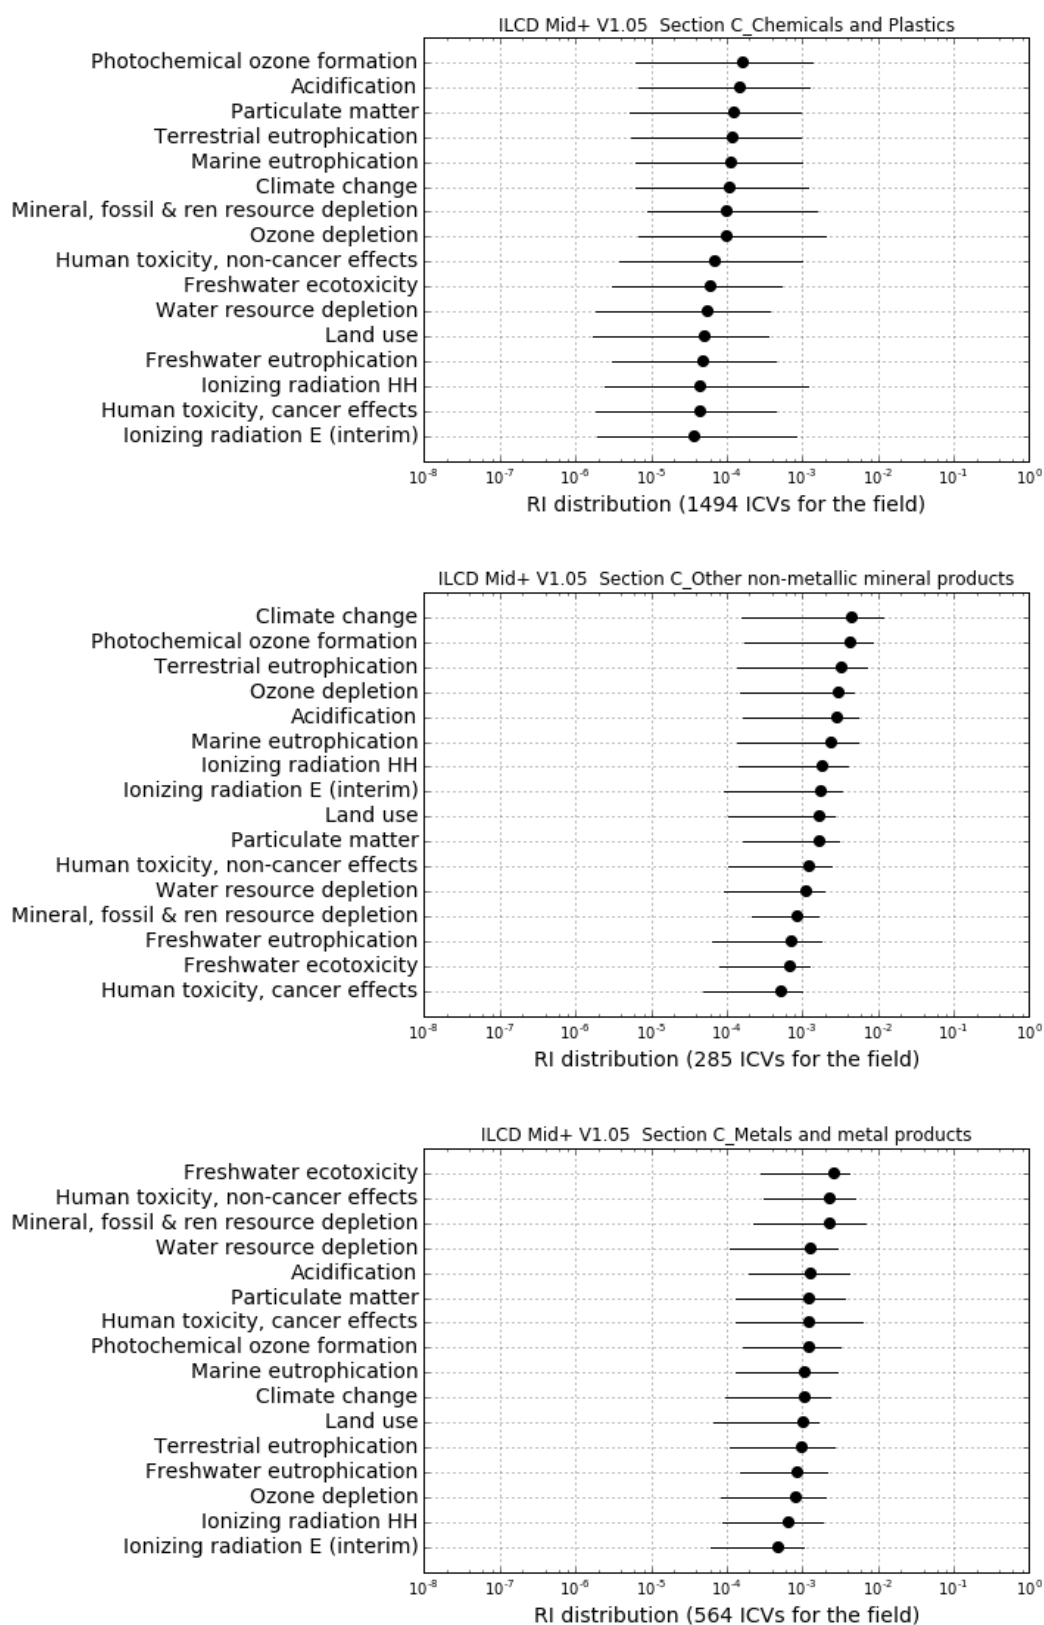 ILCD Mid+ V1.05  Section C_Chemicals and Plastics
Photochemical ozone formation
Acidification
Particulate matter
Terrestrial eutrophication
Marine eutrophication
Climate change
Mineral, fossil & ren resource depletion
Ozone depletion
Human toxicity, non-cancer effects
Freshwater ecotoxicity
Water resource depletion
Land use
Freshwater eutrophication
Ionizing radiation HH
Human toxicity, cancer effects
Ionizing radiation E (interim)
10⁻⁸ 10⁻⁷ 10⁻⁶ 10⁻⁵ 10⁻⁴ 10⁻³ 10⁻² 10⁻¹ 10⁰
RI distribution (1494 ICVs for the field)
ILCD Mid+ V1.05  Section C_Other non-metallic mineral products
Climate change
Photochemical ozone formation
Terrestrial eutrophication
Ozone depletion
Acidification
Marine eutrophication
Ionizing radiation HH
Ionizing radiation E (interim)
Land use
Particulate matter
Human toxicity, non-cancer effects
Water resource depletion
Mineral, fossil & ren resource depletion
Freshwater eutrophication
Freshwater ecotoxicity
Human toxicity, cancer effects
10⁻⁸ 10⁻⁷ 10⁻⁶ 10⁻⁵ 10⁻⁴ 10⁻³ 10⁻² 10⁻¹ 10⁰
RI distribution (285 ICVs for the field)
ILCD Mid+ V1.05  Section C_Metals and metal products
Freshwater ecotoxicity
Human toxicity, non-cancer effects
Mineral, fossil & ren resource depletion
Water resource depletion
Acidification
Particulate matter
Human toxicity, cancer effects
Photochemical ozone formation
Marine eutrophication
Climate change
Land use
Terrestrial eutrophication
Freshwater eutrophication
Ozone depletion
Ionizing radiation HH
Ionizing radiation E (interim)
10⁻⁸ 10⁻⁷ 10⁻⁶ 10⁻⁵ 10⁻⁴ 10⁻³ 10⁻² 10⁻¹ 10⁰
RI distribution (564 ICVs for the field)